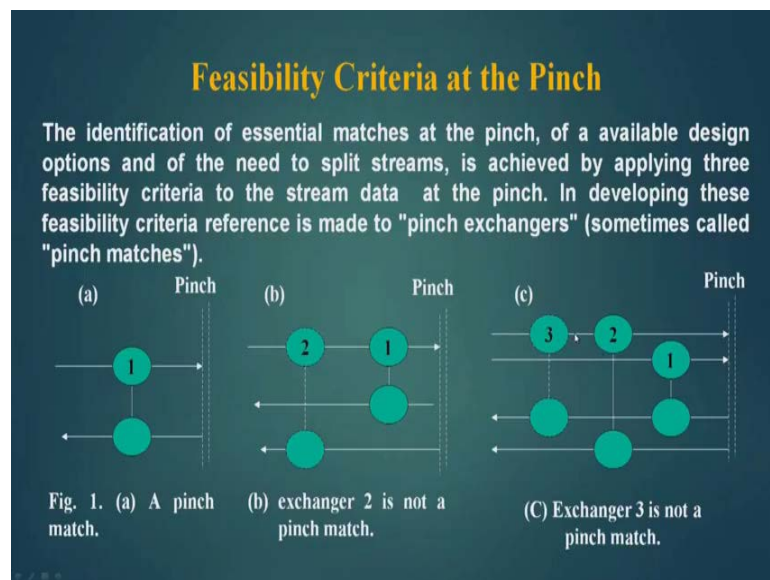 Feasibility Criteria at the Pinch
The identification of essential matches at the pinch, of a available design
options and of the need to split streams, is achieved by applying three
feasibility criteria to the stream data at the pinch. In developing these
feasibility criteria reference is made to "pinch exchangers" (sometimes called
"pinch matches").
(a)
Pinch
1
Fig. 1. (a) A pinch
match.
(b)
Pinch
2
1
(b) exchanger 2 is not a
pinch match.
(c)
Pinch
3
2
1
(C) Exchanger 3 is not a
pinch match.